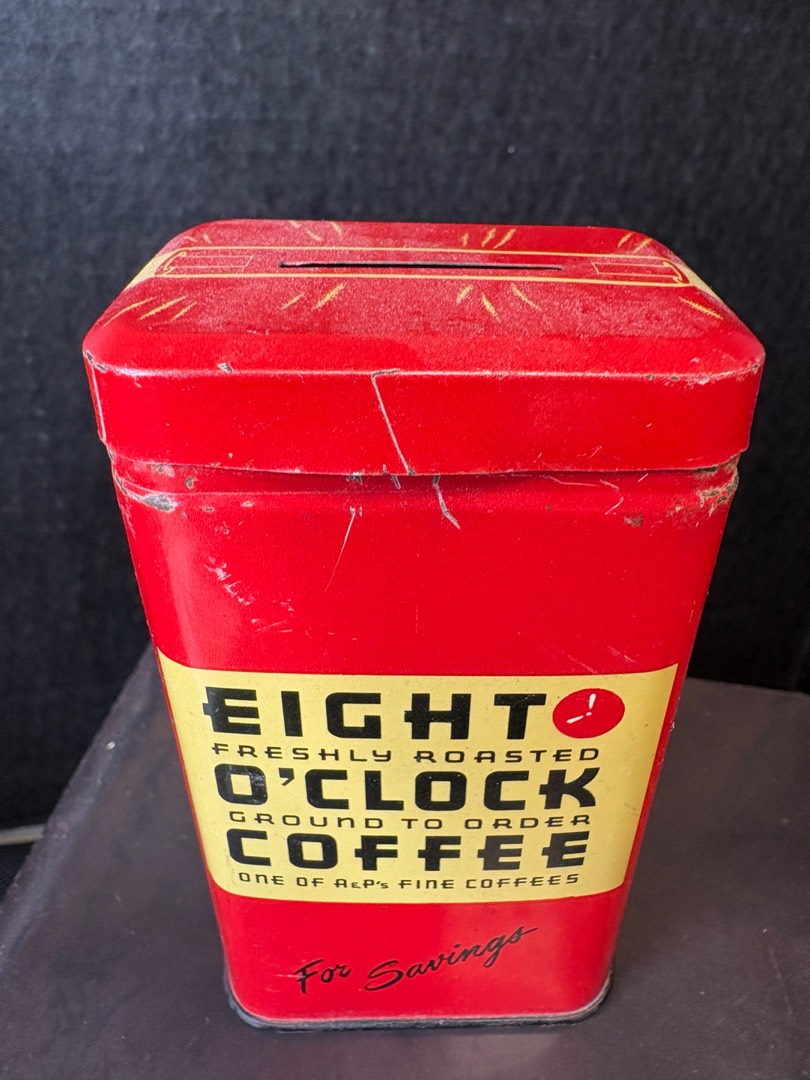 EIGHT
FRESHLY ROASTED
O'CLOCK
GROUND TO ORDER
COFFEE
ONE OF A&P's FINE COFFEES
For Savings